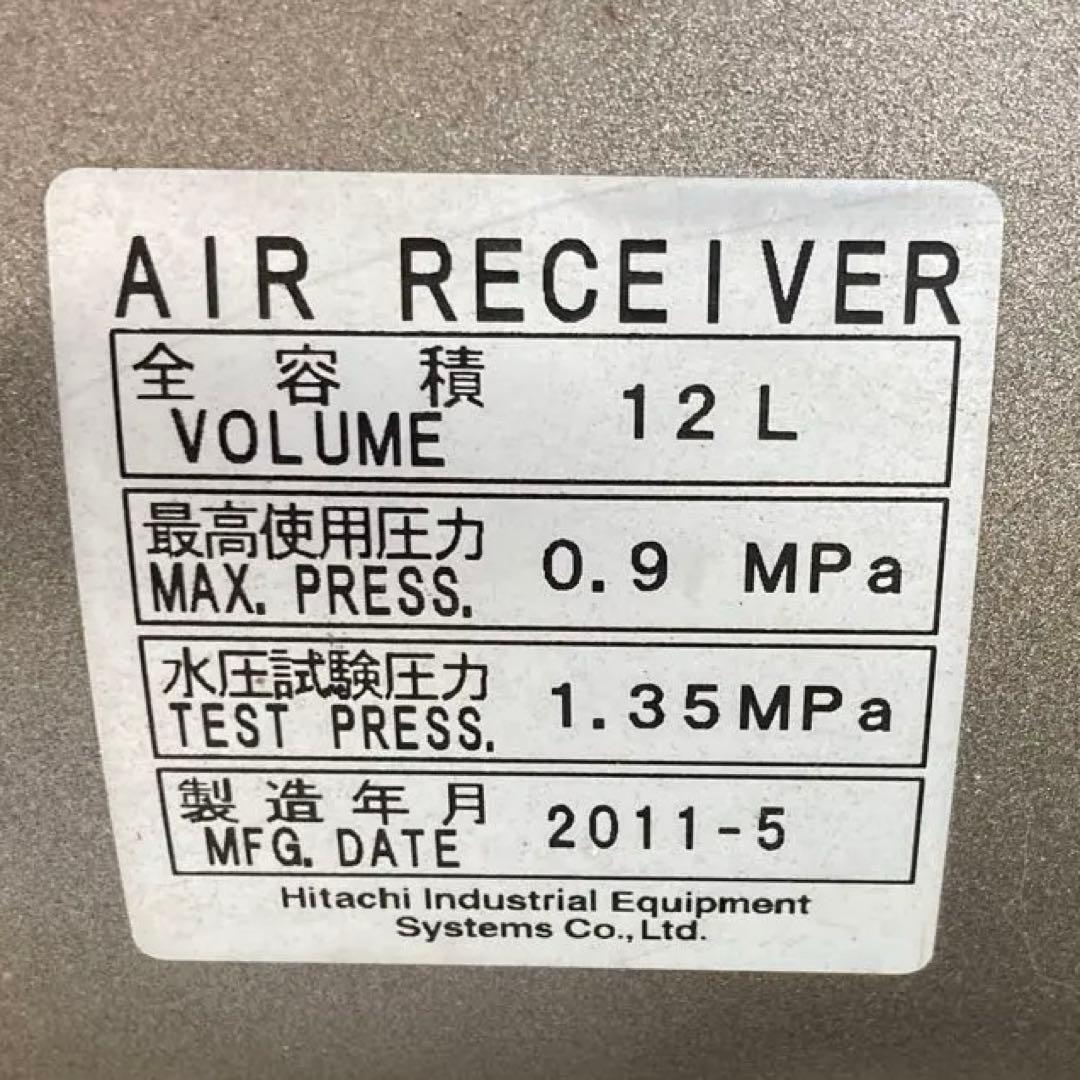 AIR RECEIVER
全容積
VOLUME
12 L
最高使用圧力
MAX. PRESS.
0.9 MPa
水圧試験圧力
TEST PRESS.
1.35MPa
製造年月
MFG. DATE
2011-5
Hitachi Industrial Equipment
Systems Co., Ltd.